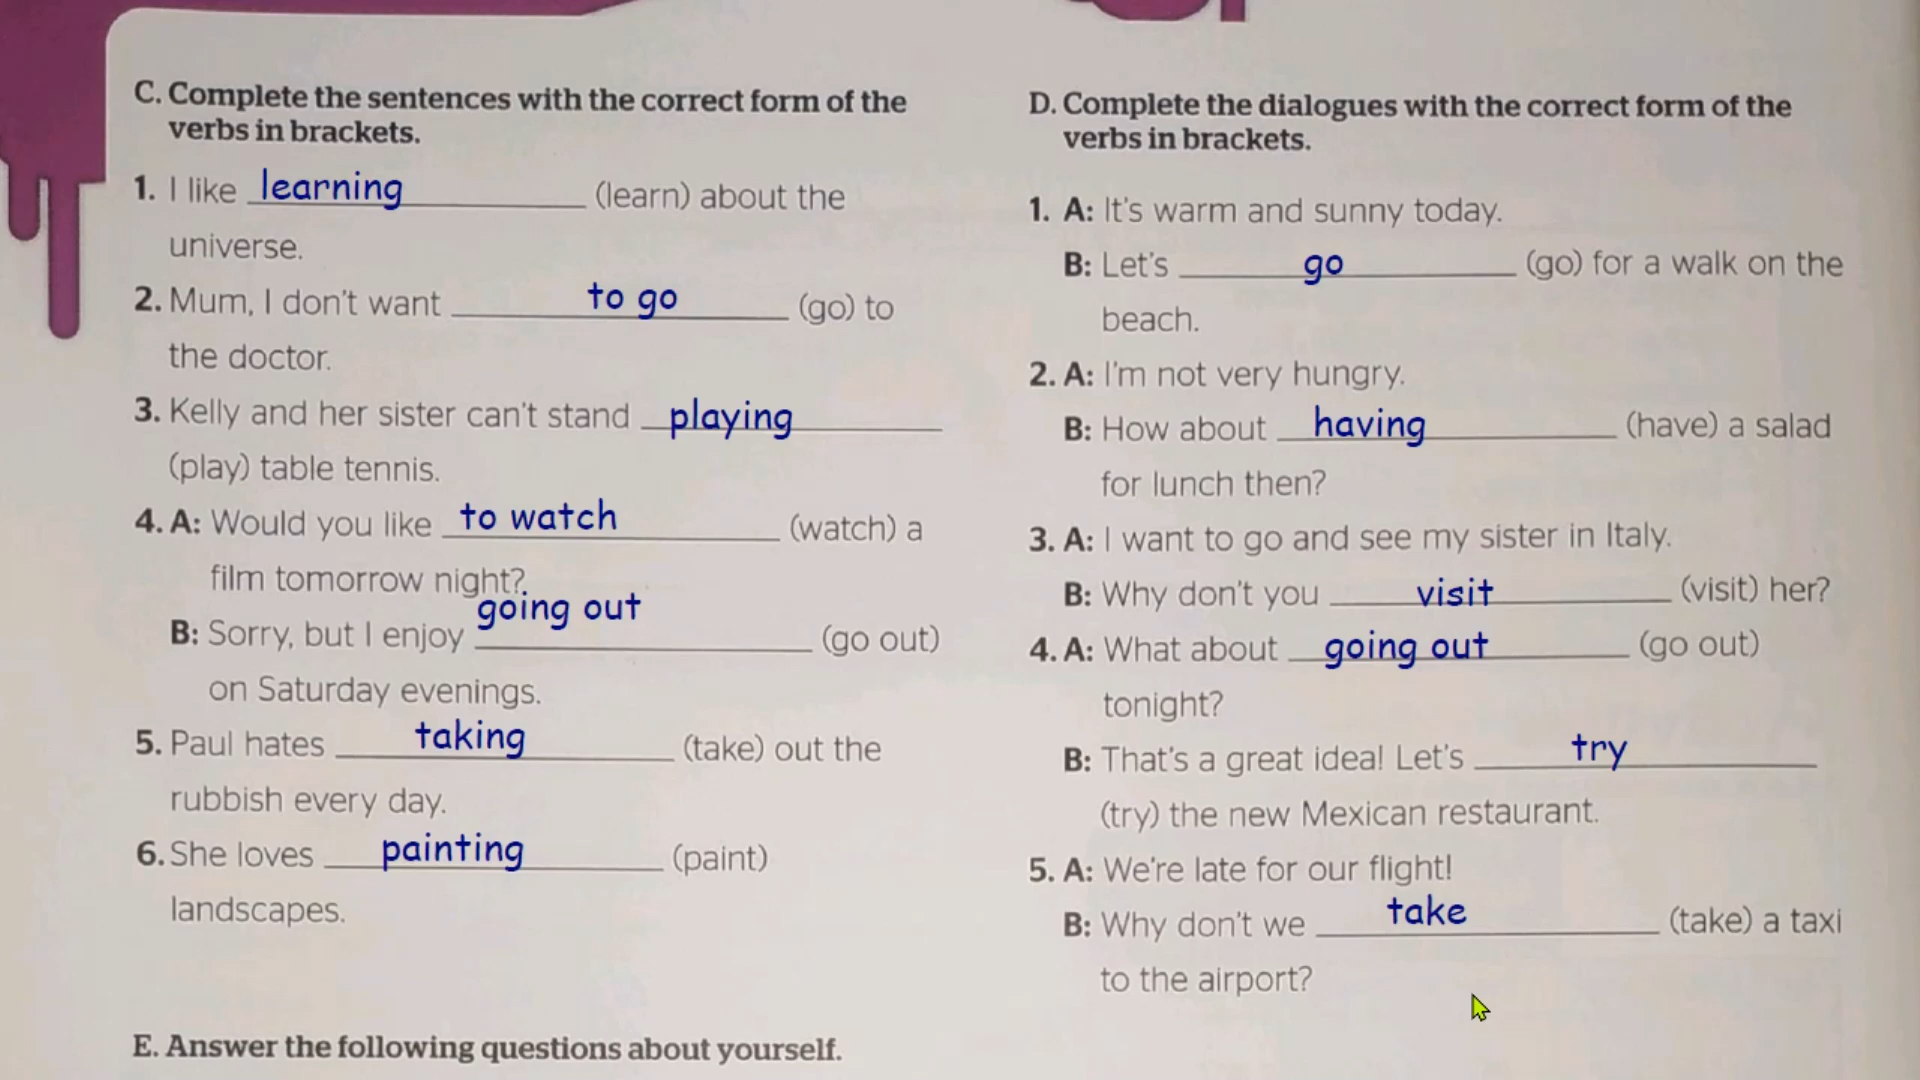 C. Complete the sentences with the correct form of the
verbs in brackets.
1. I like learning (learn) about the
universe.
2. Mum, I don't want to go (go) to
the doctor.
3. Kelly and her sister can't stand playing
(play) table tennis.
4. A: Would you like to watch (watch) a
film tomorrow night?
B: Sorry, but I enjoy going out (go out)
on Saturday evenings.
5. Paul hates taking (take) out the
rubbish every day.
6. She loves painting (paint)
landscapes.
E. Answer the following questions about yourself.
D. Complete the dialogues with the correct form of the
verbs in brackets.
1. A: It's warm and sunny today.
B: Let's go (go) for a walk on the
beach.
2. A: I'm not very hungry.
B: How about having (have) a salad
for lunch then?
3. A: I want to go and see my sister in Italy.
B: Why don't you visit (visit) her?
4. A: What about going out (go out)
tonight?
B: That's a great idea! Let's try
(try) the new Mexican restaurant.
5. A: We're late for our flight!
B: Why don't we take (take) a taxi
to the airport?